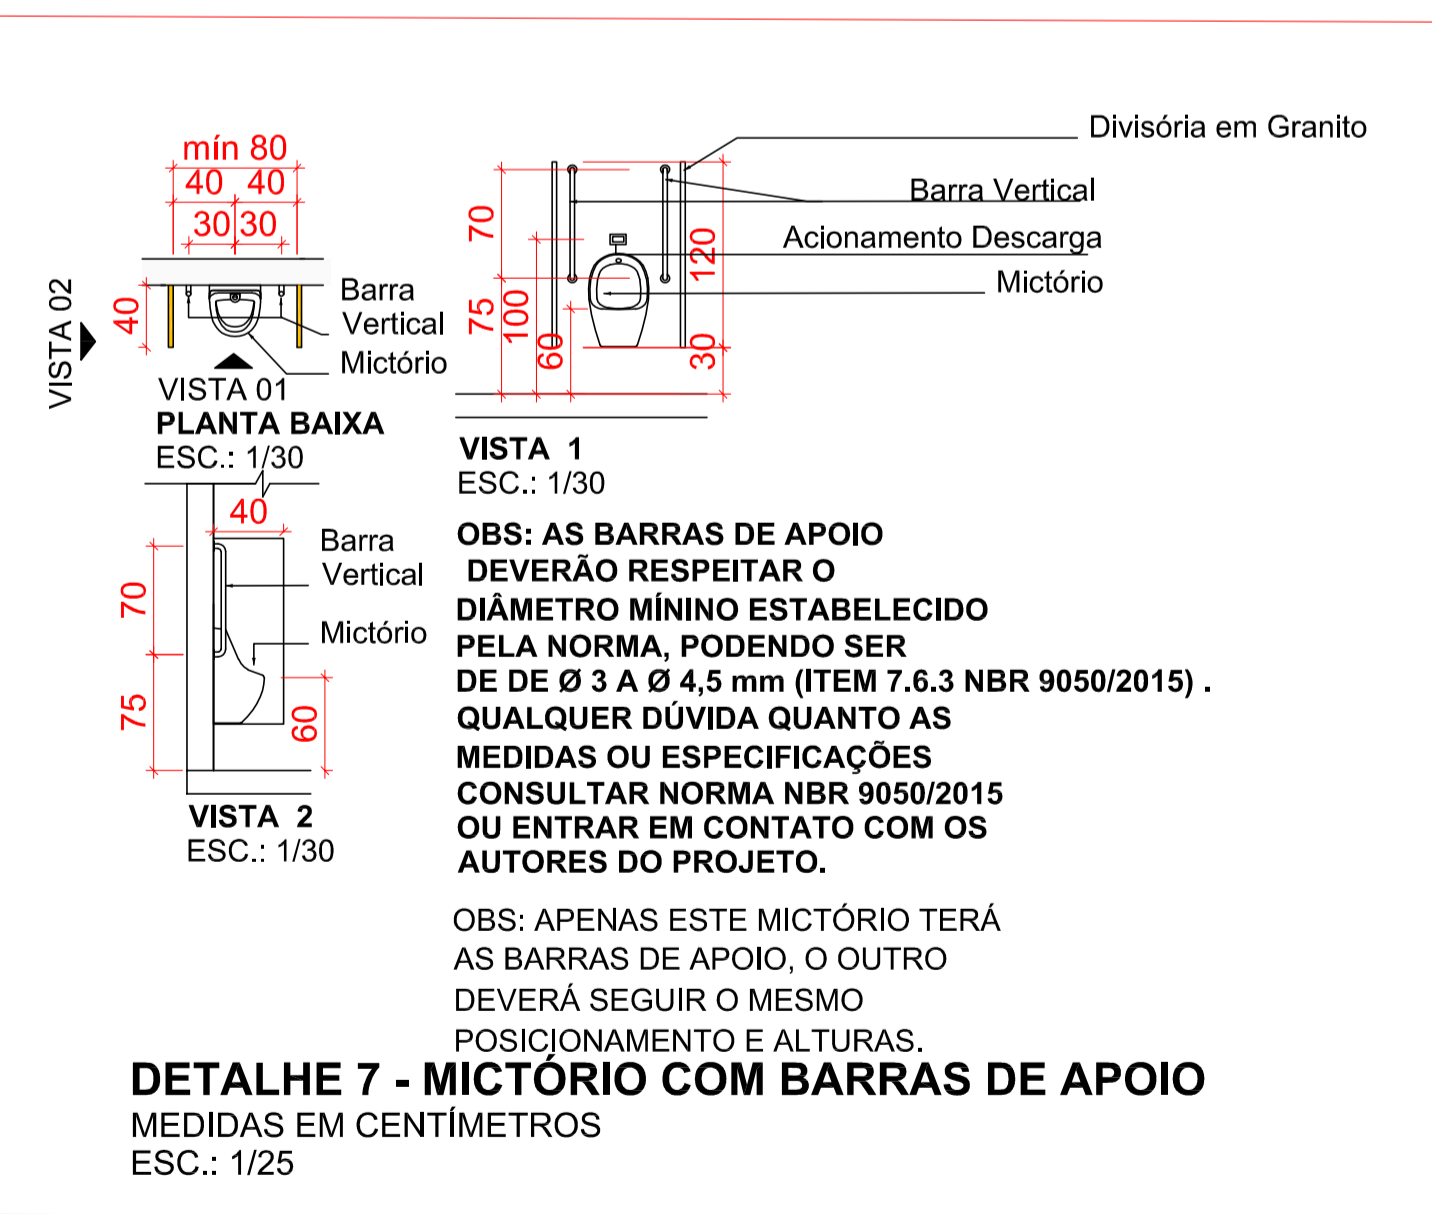 mín 80
40 40
30 30
40
Barra
Vertical
Mictório
VISTA 02
VISTA 01
PLANTA BAIXA
ESC.: 1/30
Divisória em Granito
Barra Vertical
Acionamento Descarga
Mictório
70
75
100
60
120
30
VISTA 1
ESC.: 1/30
40
Barra
Vertical
Mictório
70
75
60
VISTA 2
ESC.: 1/30
OBS: AS BARRAS DE APOIO
DEVERÃO RESPEITAR O
DIÂMETRO MÍNINO ESTABELECIDO
PELA NORMA, PODENDO SER
DE DE Ø 3 A Ø 4,5 mm (ITEM 7.6.3 NBR 9050/2015) .
QUALQUER DÚVIDA QUANTO AS
MEDIDAS OU ESPECIFICAÇÕES
CONSULTAR NORMA NBR 9050/2015
OU ENTRAR EM CONTATO COM OS
AUTORES DO PROJETO.
OBS: APENAS ESTE MICTÓRIO TERÁ
AS BARRAS DE APOIO, O OUTRO
DEVERÁ SEGUIR O MESMO
POSICIONAMENTO E ALTURAS.
DETALHE 7 - MICTÓRIO COM BARRAS DE APOIO
MEDIDAS EM CENTÍMETROS
ESC.: 1/25